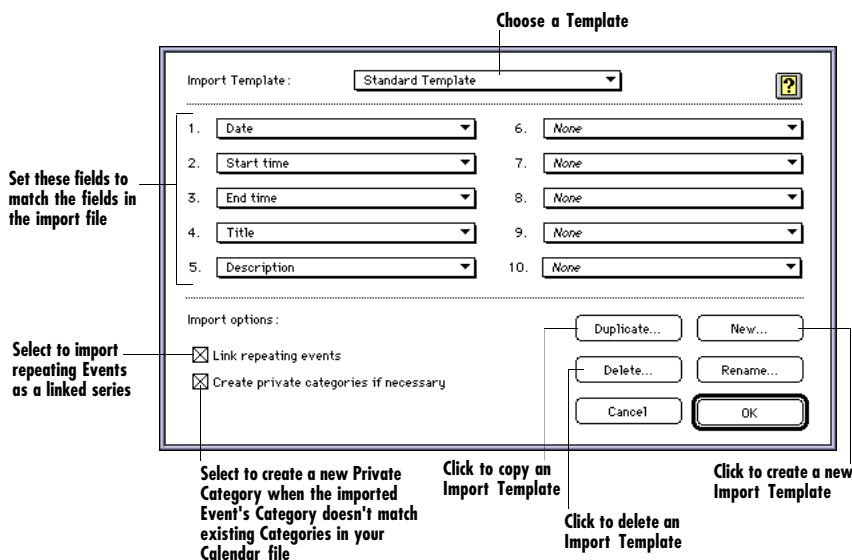 Choose a Template
Import Template: Standard Template ?
1. Date
2. Start time
3. End time
4. Title
5. Description
6. None
7. None
8. None
9. None
10. None
Set these fields to
match the fields in
the import file
Import options:
Link repeating events
Create private categories if necessary
Duplicate... New...
Delete... Rename...
Cancel OK
Select to import
repeating Events
as a linked series
Select to create a new Private
Category when the imported
Event's Category doesn't match
existing Categories in your
Calendar file
Click to copy an
Import Template
Click to delete an
Import Template
Click to create a new
Import Template